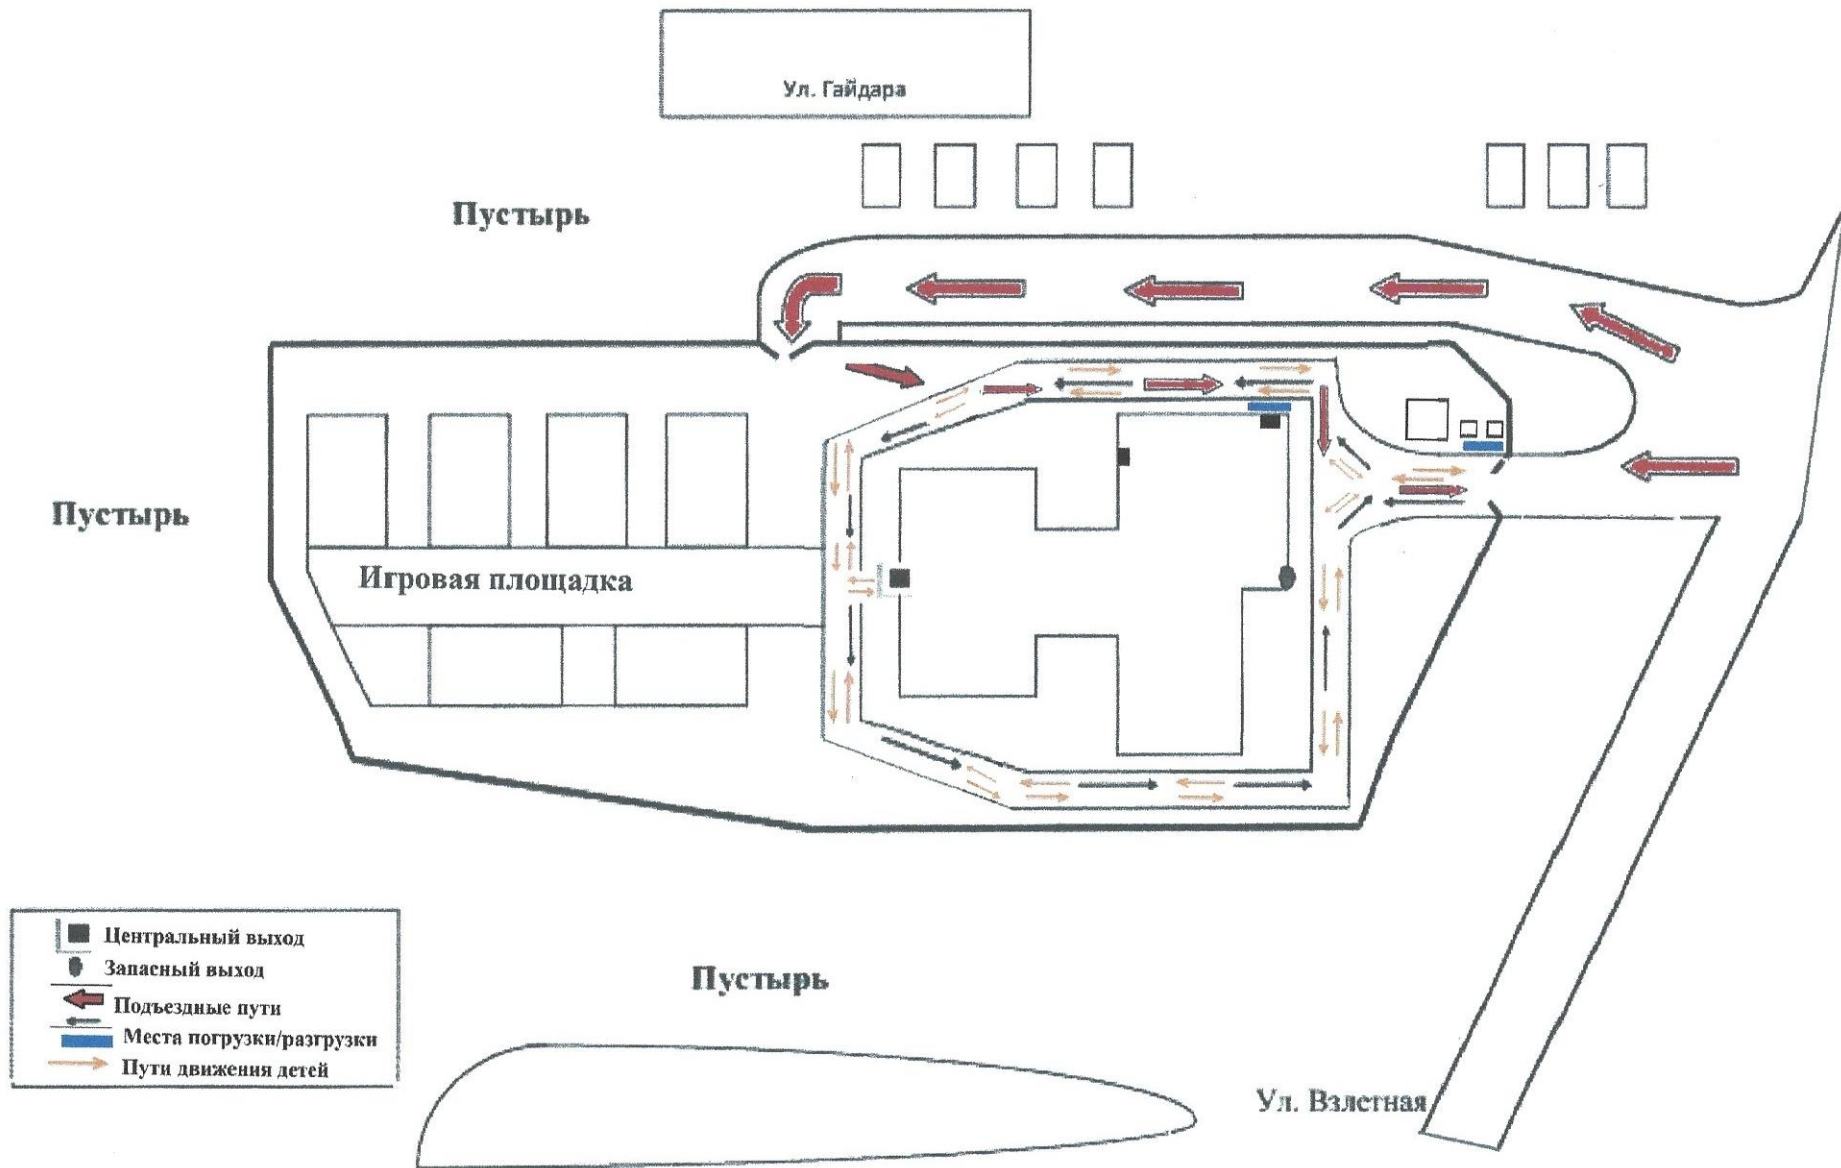 Ул. Гайдара
Пустырь
Пустырь
Игровая площадка
Центральный выход
Запасный выход
Подъездные пути
Места погрузки/разгрузки
Пути движения детей
Пустырь
Ул. Взлетная